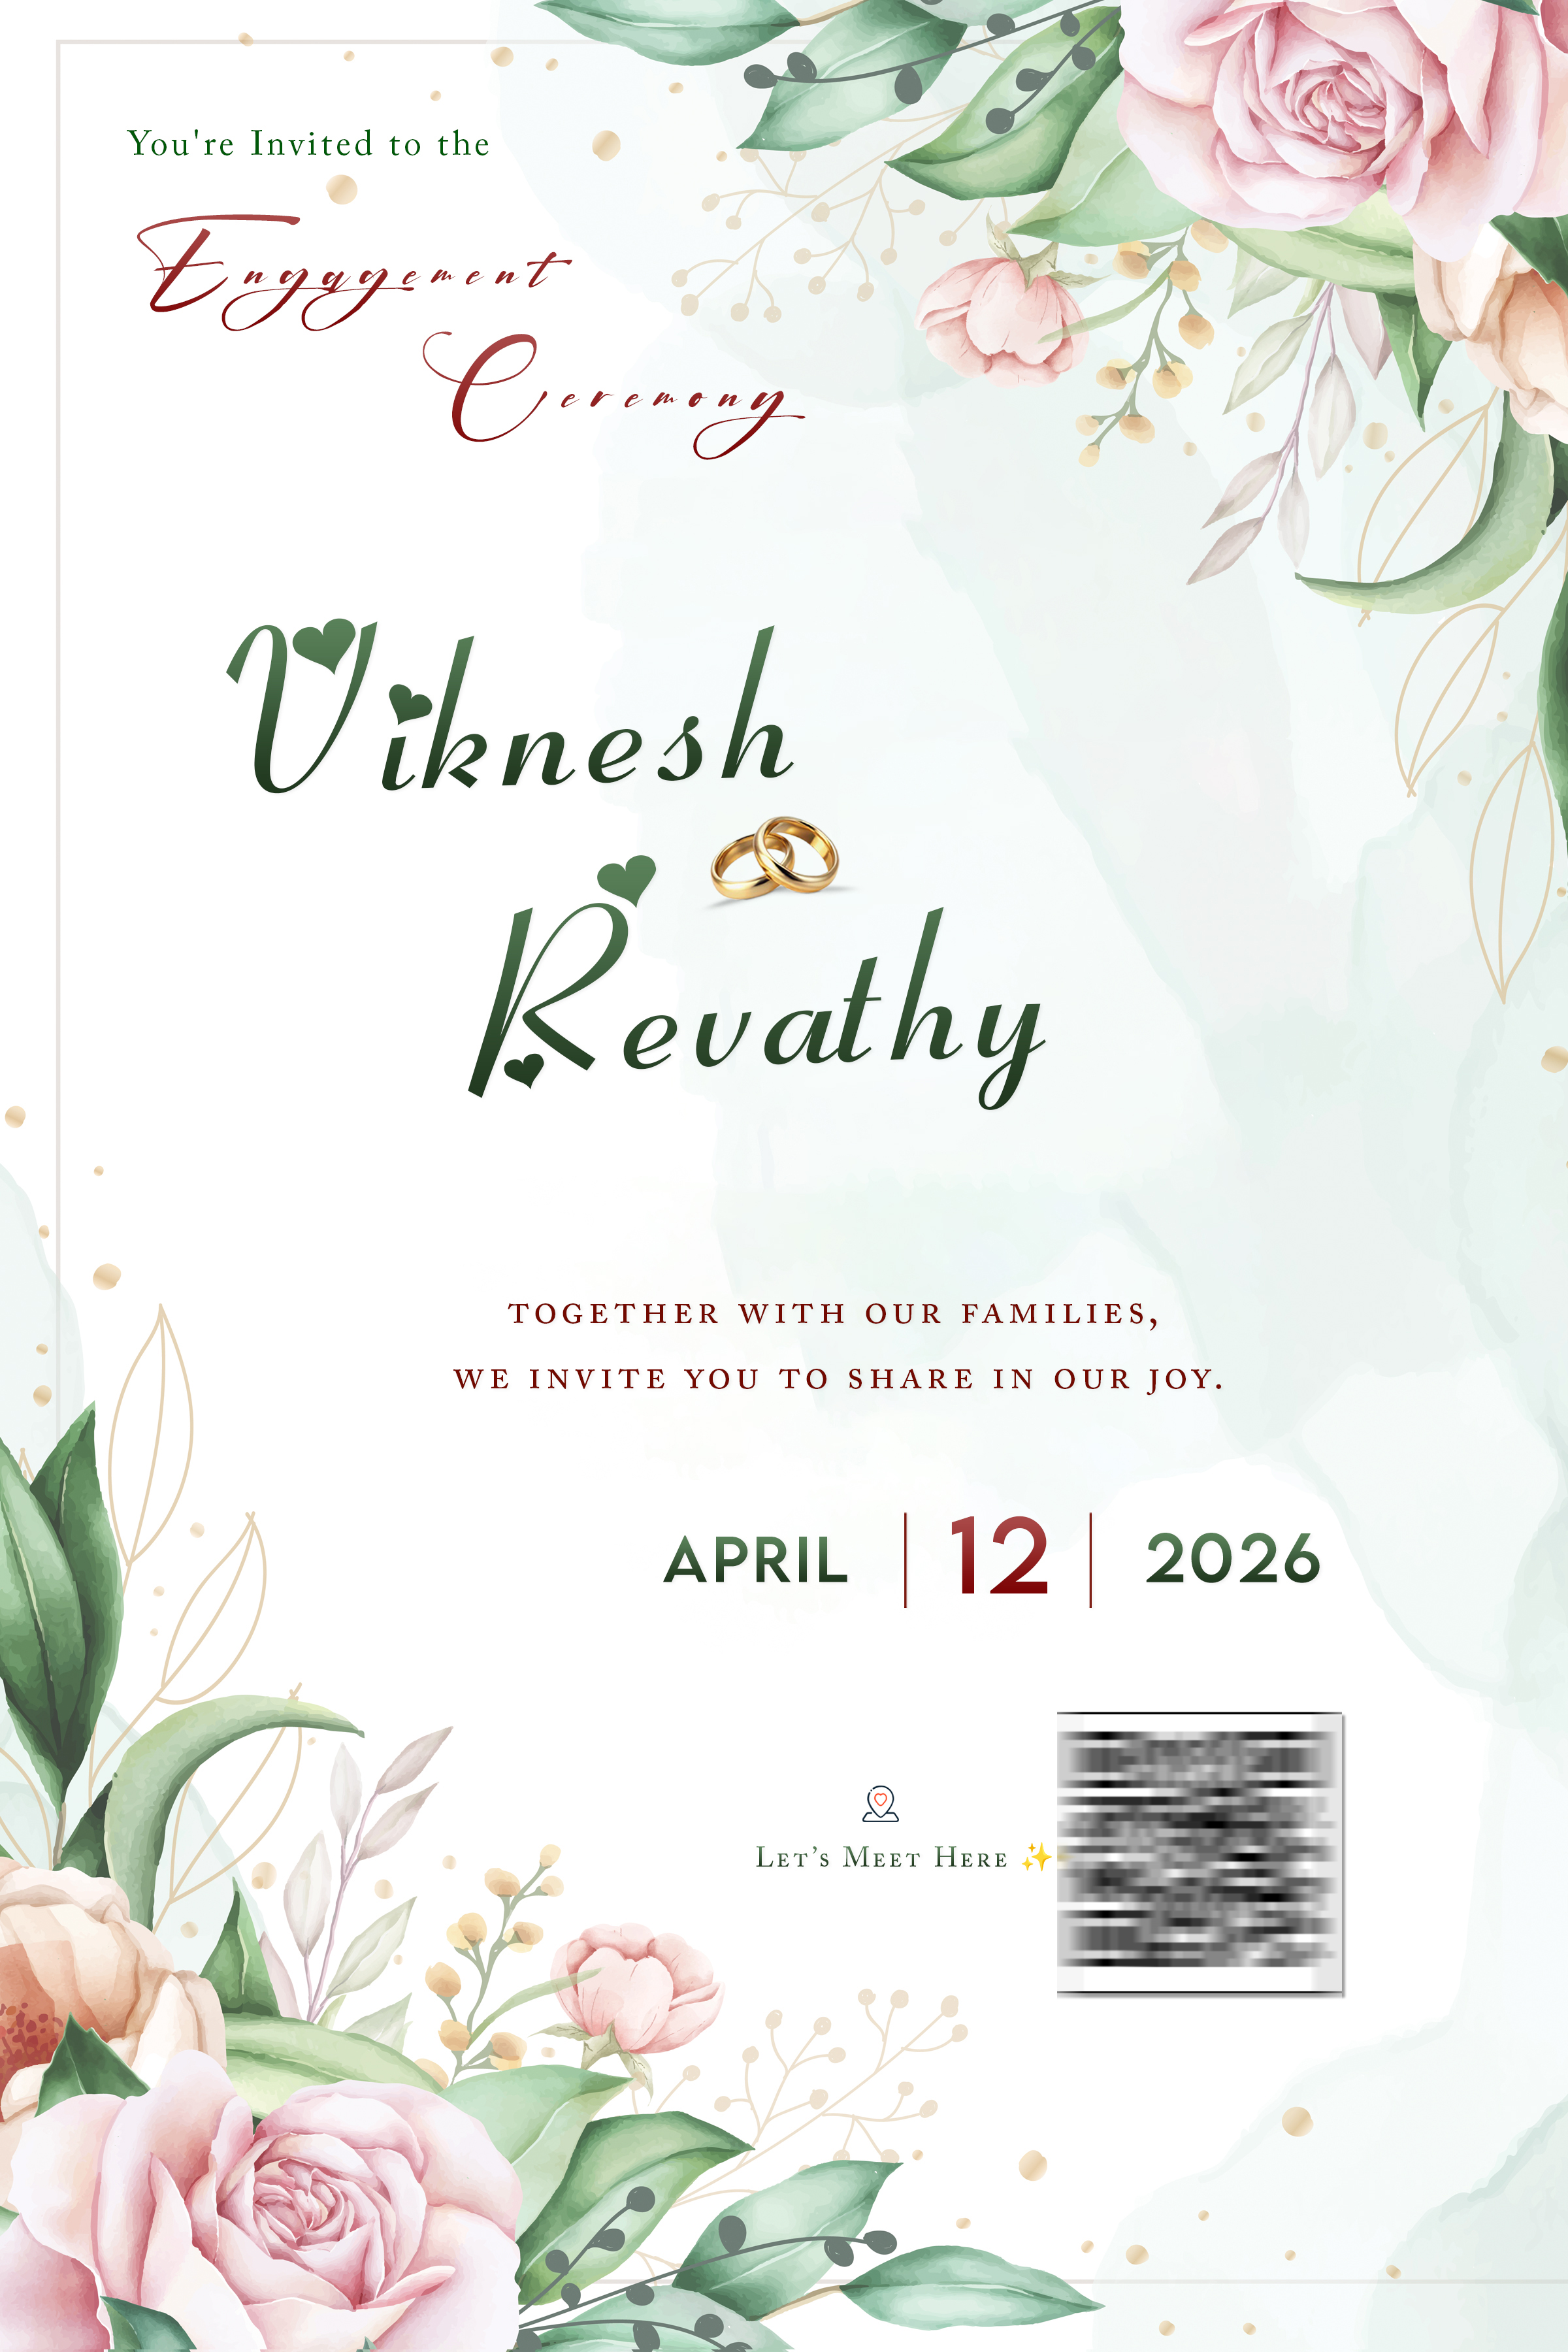 You're Invited to the
Engagement
Ceremony
Viknesh
Revathy
TOGETHER WITH OUR FAMILIES,
WE INVITE YOU TO SHARE IN OUR JOY.
APRIL | 12 | 2026
Let’s Meet Here ✨